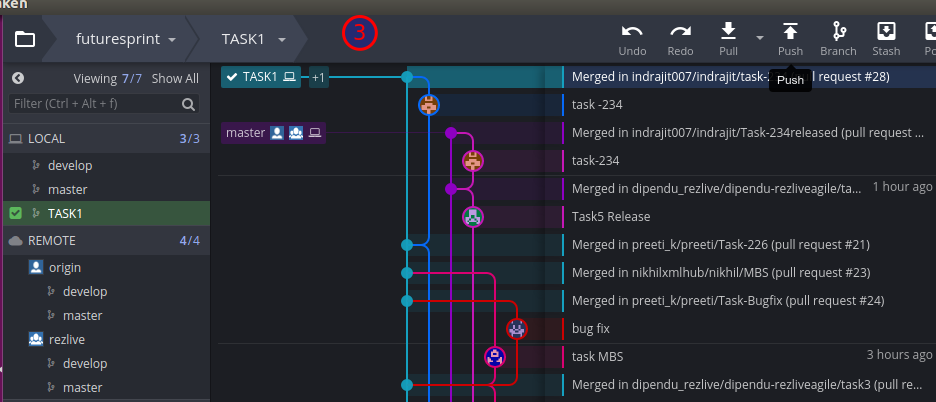 aken
futuresprint
TASK1
3
Undo
Redo
Pull
Push
Branch
Stash
Po
Viewing 7/7 Show All
Filter (Ctrl + Alt + f)
LOCAL 3/3
develop
master
TASK1
REMOTE 4/4
origin
develop
master
rezlive
develop
master
TASK1 +1
Merged in indrajit007/indrajit/task-2 l request #28)
Push
task -234
master
Merged in indrajit007/indrajit/Task-234released (pull request ...
task-234
Merged in dipendu_rezlive/dipendu-rezliveagile/ta... 1 hour ago
Task5 Release
Merged in preeti_k/preeti/Task-226 (pull request #21)
Merged in nikhilxmlhub/nikhil/MBS (pull request #23)
Merged in preeti_k/preeti/Task-Bugfix (pull request #24)
bug fix
task MBS 3 hours ago
Merged in dipendu_rezlive/dipendu-rezliveagile/task3 (pull re...